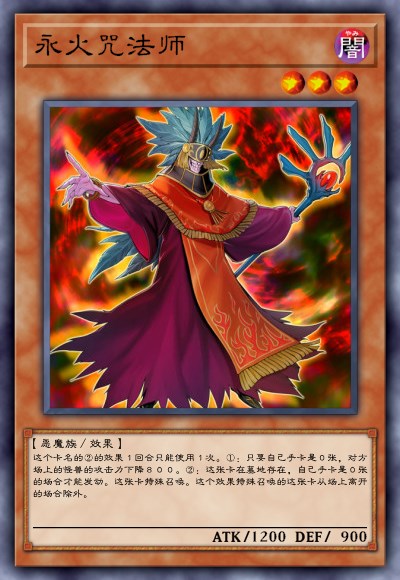 永火咒法师
やみ
闇
【恶魔族／效果】
这个卡名的②的效果1回合只能使用1次。①：只要自己手卡是0张，对方
场上的怪兽的攻击力下降800。②：这张卡在墓地存在，自己手卡是0张
的场合才能发动。这张卡特殊召唤。这个效果特殊召唤的这张卡从场上离开
的场合除外。
ATK/1200 DEF/ 900